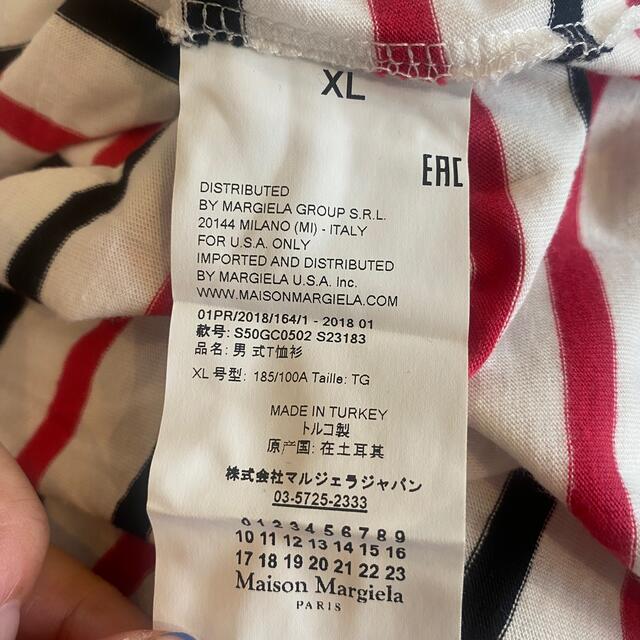 XL
EAC
DISTRIBUTED
BY MARGIELA GROUP S.R.L.
20144 MILANO (MI) - ITALY
FOR U.S.A. ONLY
IMPORTED AND DISTRIBUTED
BY MARGIELA U.S.A. Inc.
WWW.MAISONMARGIELA.COM
01PR/2018/164/1 - 2018 01
款号: S50GC0502 S23183
品名: 男 式T恤衫
XL 号型: 185/100A Taille: TG
MADE IN TURKEY
トルコ製
原产国: 在土耳其
株式会社マルジェラジャパン
03-5725-2333
0 1 2 3 4 5 6 7 8 9
10 11 12 13 14 15 16
17 18 19 20 21 22 23
Maison Margiela
PARIS